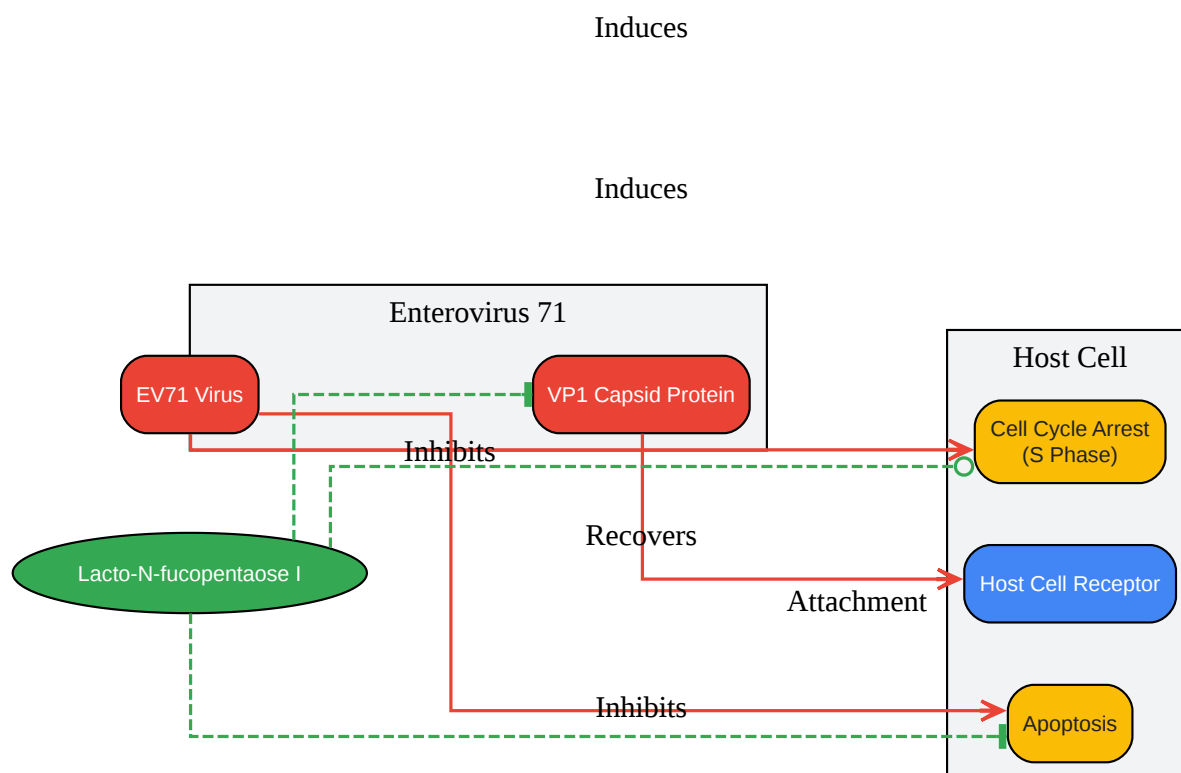 Induces
Induces
Enterovirus 71
Host Cell
EV71 Virus
VP1 Capsid Protein
Cell Cycle Arrest
(S Phase)
Inhibits
Recovers
Lacto-N-fucopentaose I
Host Cell Receptor
Attachment
Inhibits
Apoptosis